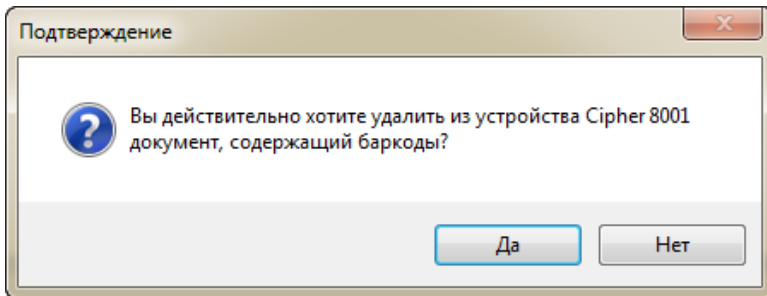 Подтверждение
Вы действительно хотите удалить из устройства Cipher 8001
документ, содержащий баркоды?
Да
Нет